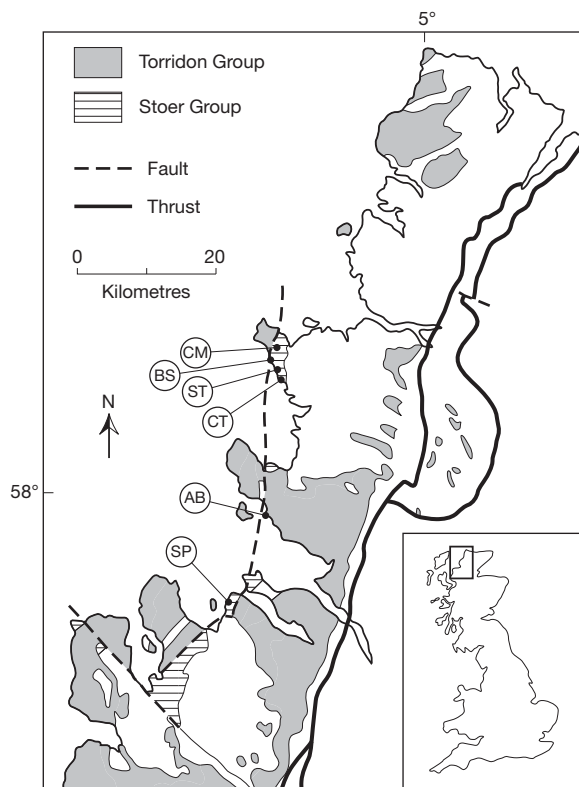 5°
Torridon Group
Stoer Group
Fault
Thrust
0 20
Kilometres
CM
BS
ST
CT
N
58°
AB
SP